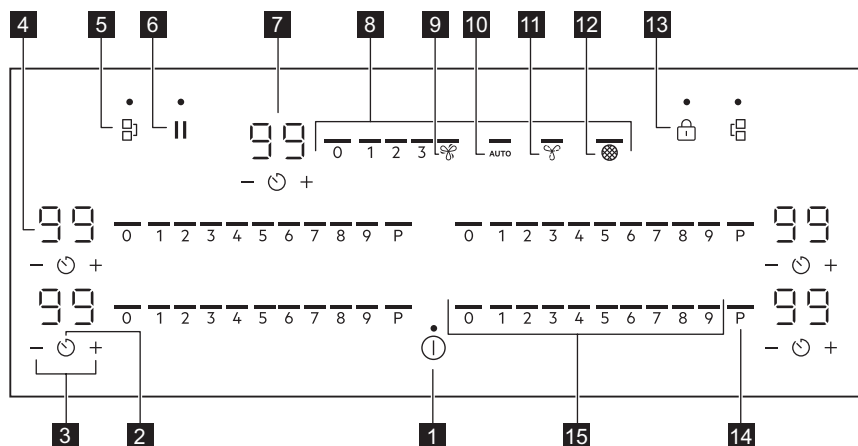 4 5 6 7 8 9 10 11 12 13
99 0 1 2 3 AUTO
− +
99 0 1 2 3 4 5 6 7 8 9 P 0 1 2 3 4 5 6 7 8 9 P 99
− + − +
99 0 1 2 3 4 5 6 7 8 9 P 0 1 2 3 4 5 6 7 8 9 P 99
− + − +
3 2 1 15 14